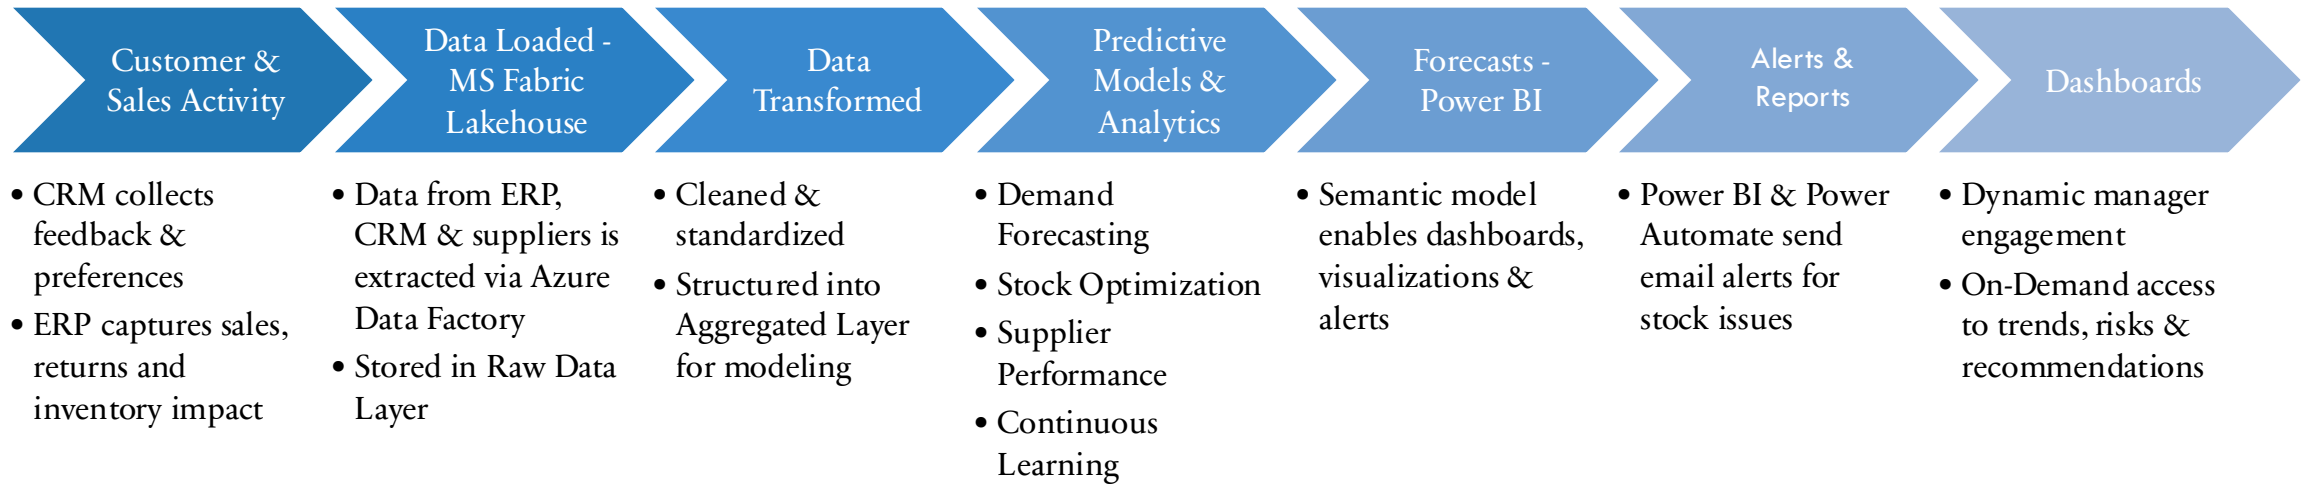 Customer &
Sales Activity
Data Loaded -
MS Fabric
Lakehouse
Data
Transformed
Predictive
Models &
Analytics
Forecasts -
Power BI
Alerts &
Reports
Dashboards
• CRM collects
feedback &
preferences
• ERP captures sales,
returns and
inventory impact
• Data from ERP,
CRM & suppliers is
extracted via Azure
Data Factory
• Stored in Raw Data
Layer
• Cleaned &
standardized
• Structured into
Aggregated Layer
for modeling
• Demand
Forecasting
• Stock Optimization
• Supplier
Performance
• Continuous
Learning
• Semantic model
enables dashboards,
visualizations &
alerts
• Power BI & Power
Automate send
email alerts for
stock issues
• Dynamic manager
engagement
• On-Demand access
to trends, risks &
recommendations